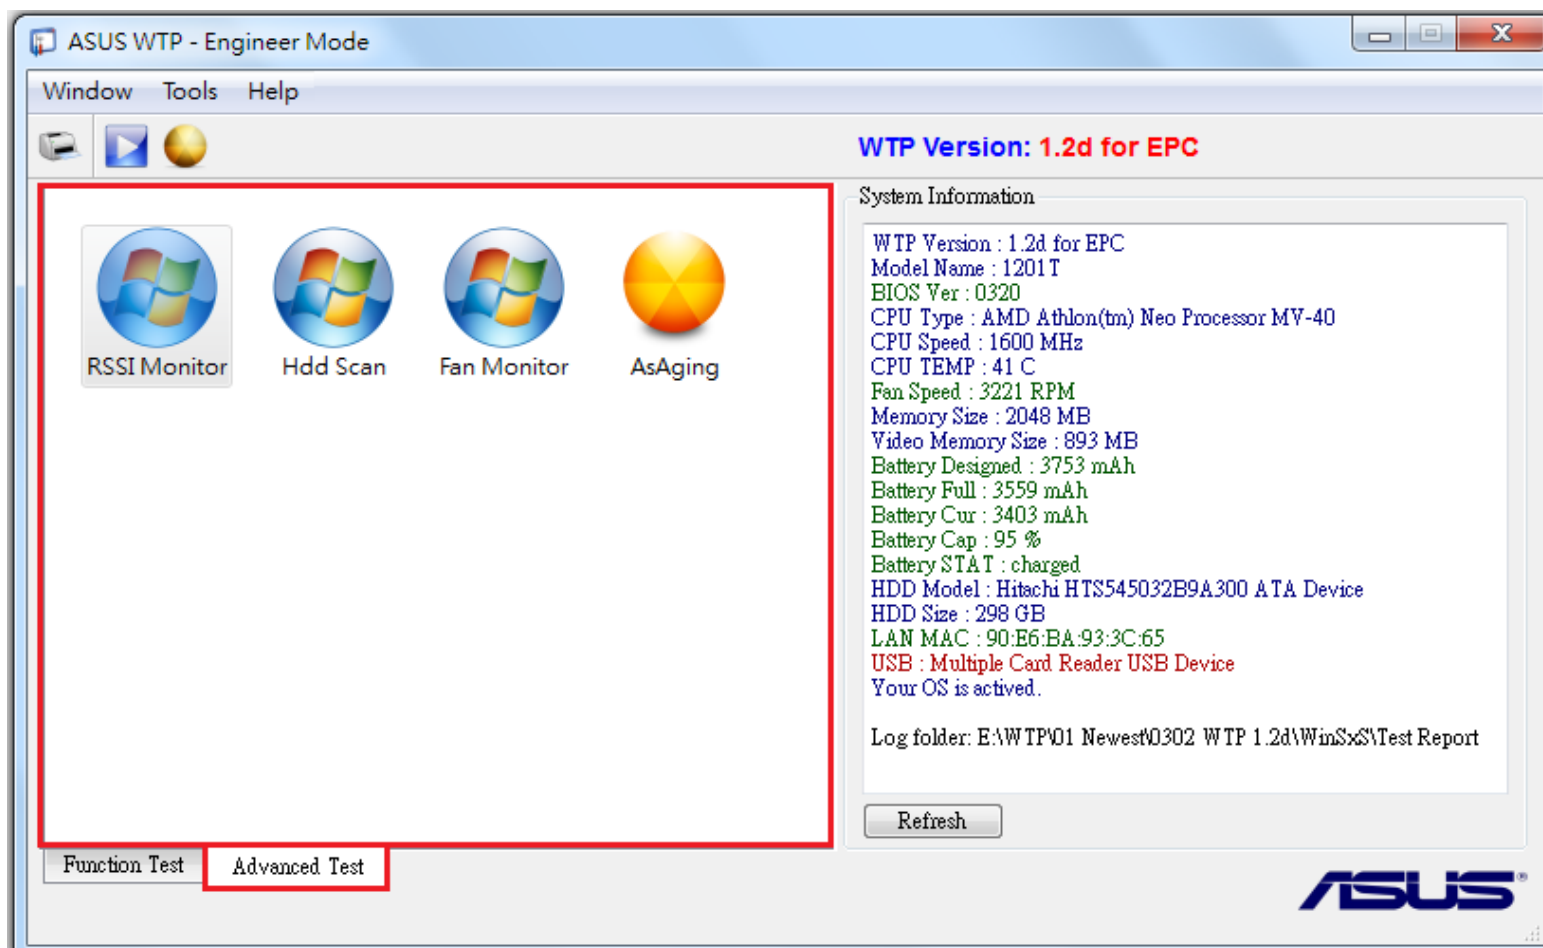 ASUS WTP - Engineer Mode
Window Tools Help
WTP Version: 1.2d for EPC
RSSI Monitor
Hdd Scan
Fan Monitor
AsAging
System Information
WTP Version : 1.2d for EPC
Model Name : 1201T
BIOS Ver : 0320
CPU Type : AMD Athlon(tm) Neo Processor MV-40
CPU Speed : 1600 MHz
CPU TEMP : 41 C
Fan Speed : 3221 RPM
Memory Size : 2048 MB
Video Memory Size : 893 MB
Battery Designed : 3753 mAh
Battery Full : 3559 mAh
Battery Cur : 3403 mAh
Battery Cap : 95 %
Battery STAT : charged
HDD Model : Hitachi HTS545032B9A300 ATA Device
HDD Size : 298 GB
LAN MAC : 90:E6:BA:93:3C:65
USB : Multiple Card Reader USB Device
Your OS is actived.
Log folder: E:\WTP\01 Newest\0302 WTP 1.2d\WinSxS\Test Report
Refresh
Function Test
Advanced Test
ASUS®